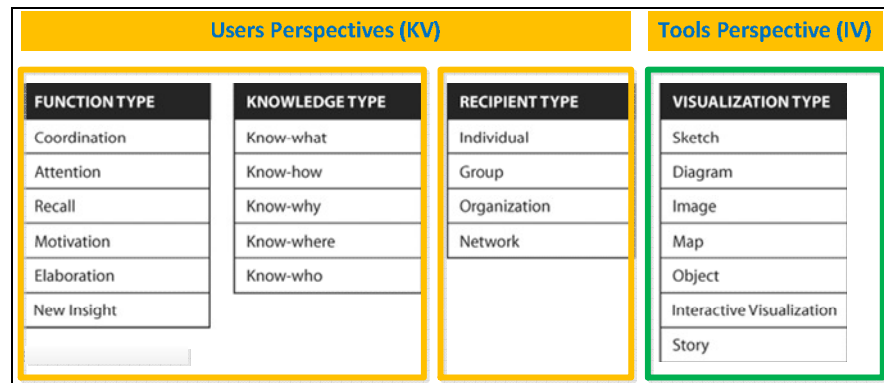 Users Perspectives (KV)
Tools Perspective (IV)
FUNCTION TYPE
Coordination
Attention
Recall
Motivation
Elaboration
New Insight
KNOWLEDGE TYPE
Know-what
Know-how
Know-why
Know-where
Know-who
RECIPIENT TYPE
Individual
Group
Organization
Network
VISUALIZATION TYPE
Sketch
Diagram
Image
Map
Object
Interactive Visualization
Story